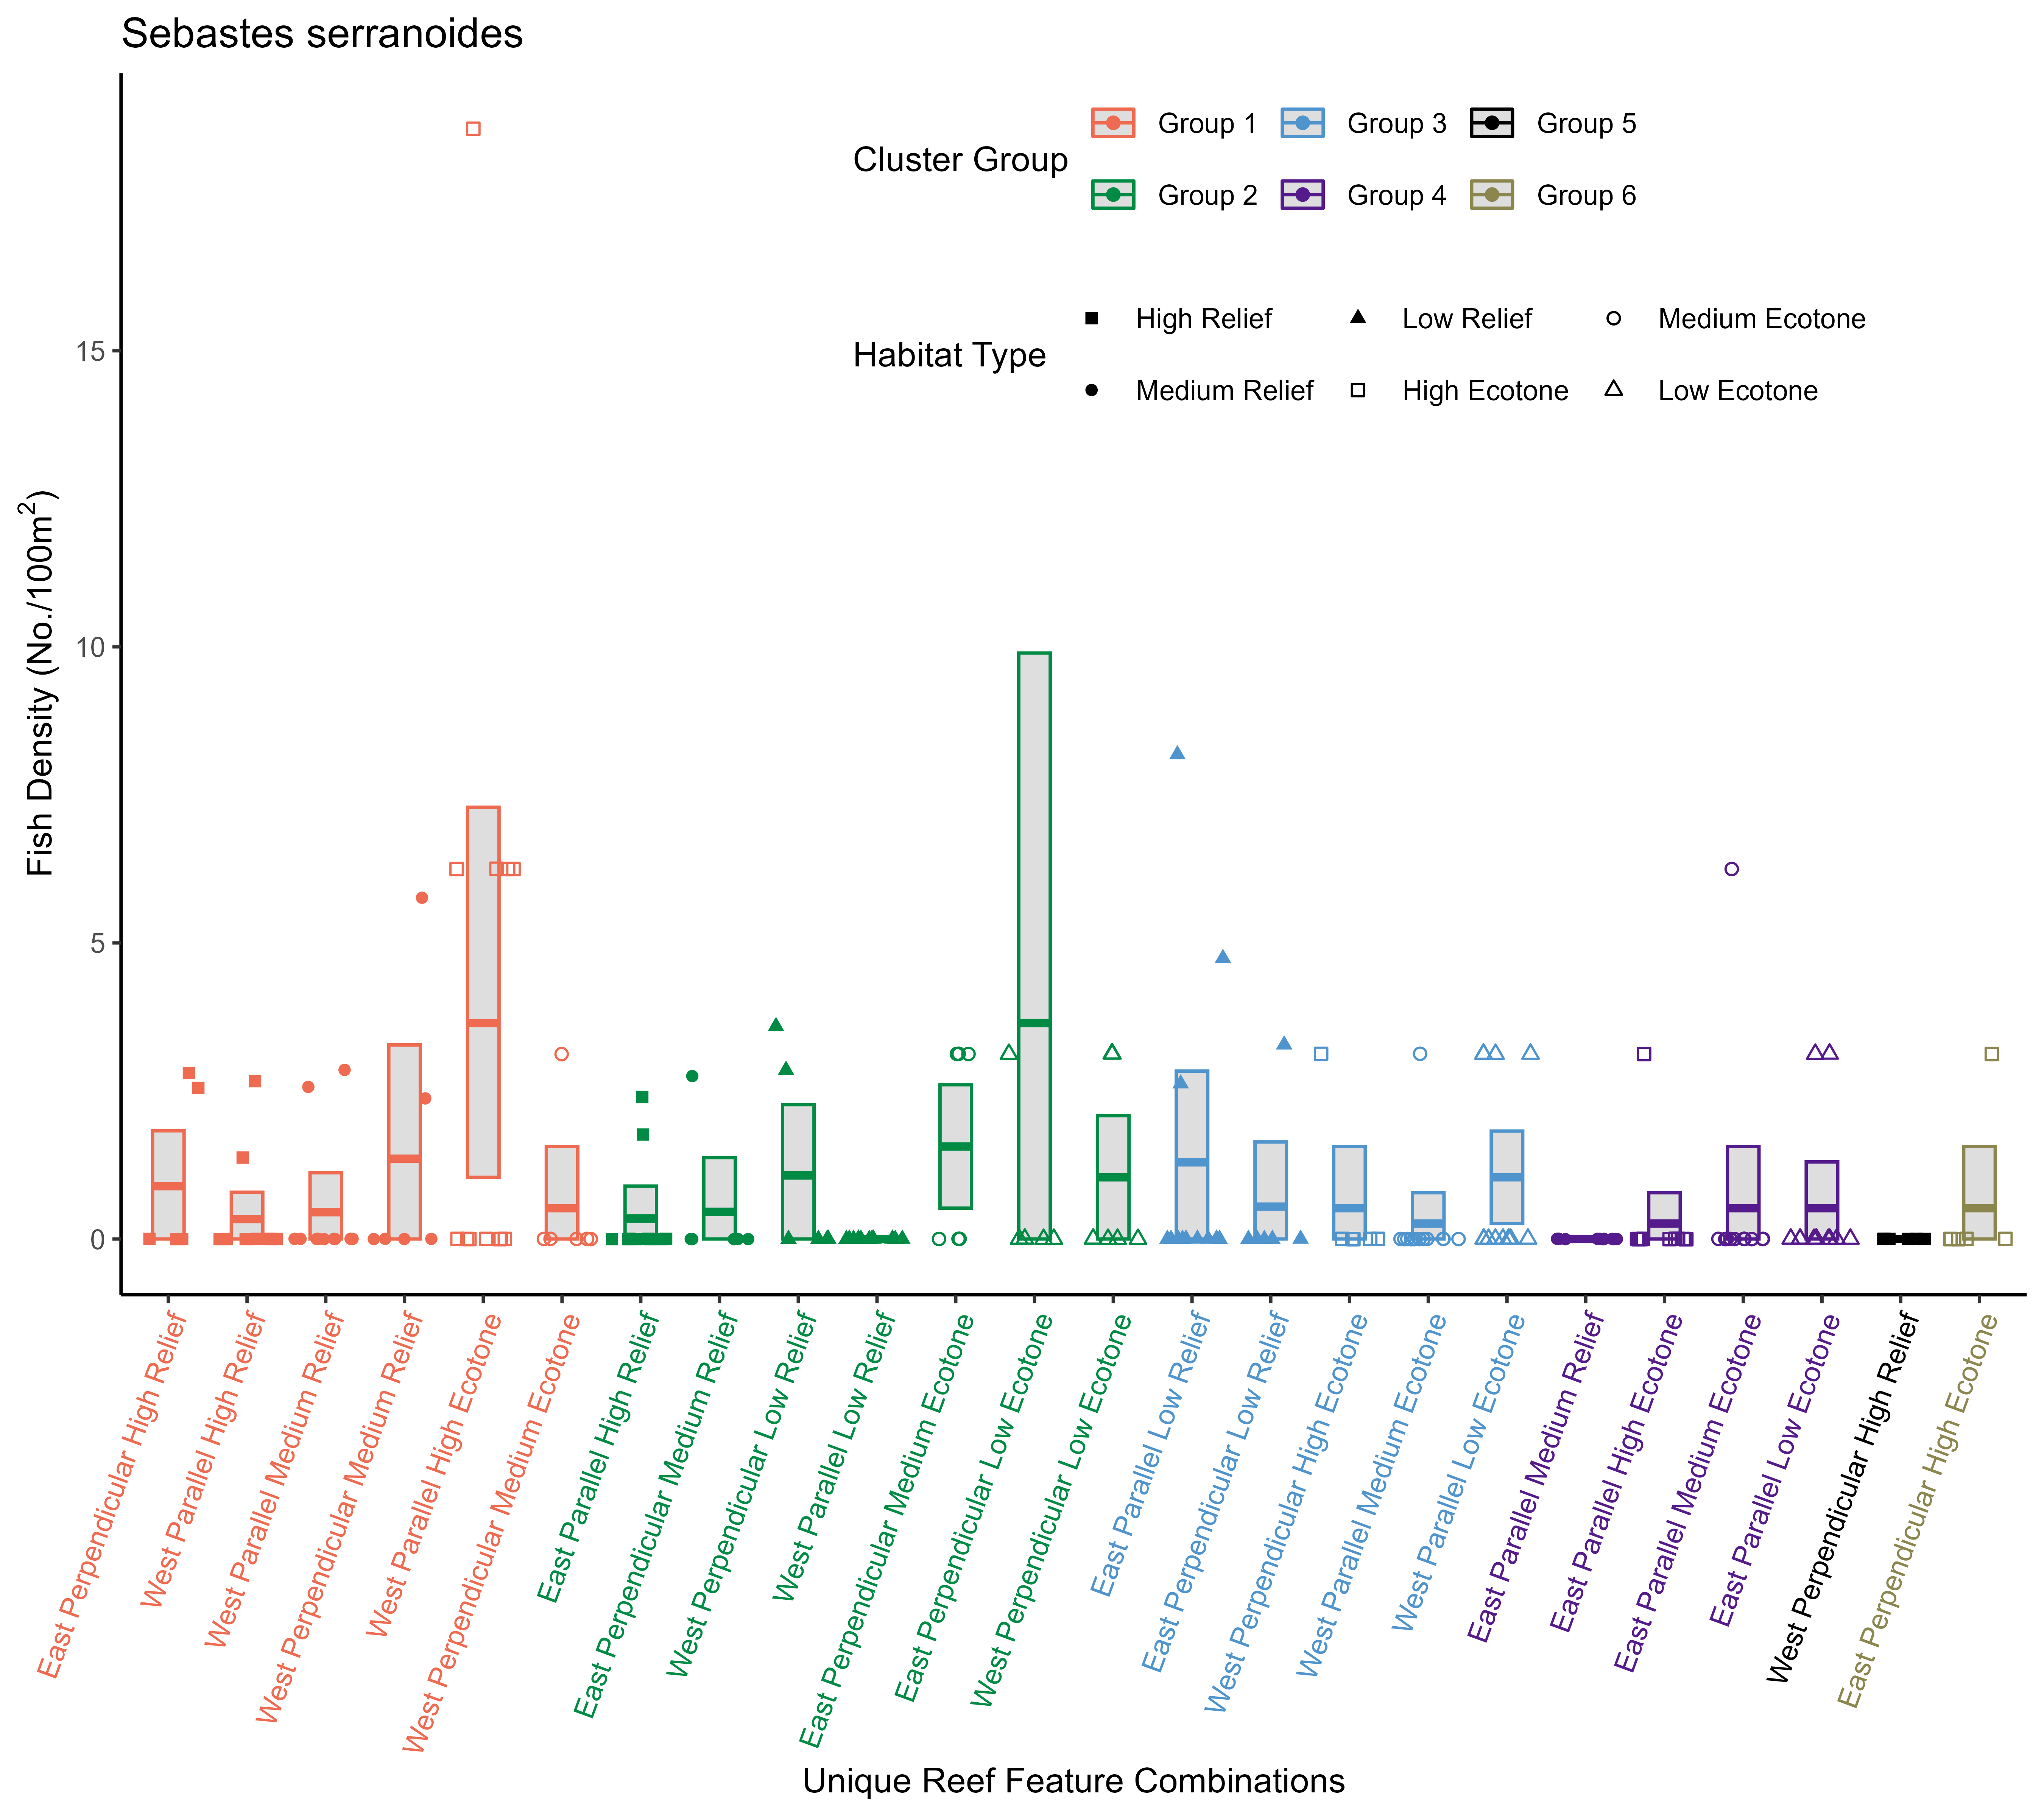 Sebastes serranoides
Cluster Group
Group 1
Group 3
Group 5
Group 2
Group 4
Group 6
Habitat Type
High Relief
Low Relief
Medium Ecotone
Medium Relief
High Ecotone
Low Ecotone
Fish Density (No./100m²)
15
10
5
0
East Perpendicular High Relief
West Parallel High Relief
West Parallel Medium Relief
West Perpendicular Medium Relief
West Parallel High Ecotone
West Perpendicular Medium Ecotone
East Parallel High Relief
East Perpendicular Medium Relief
West Perpendicular Low Relief
West Parallel Low Relief
East Perpendicular Medium Ecotone
East Perpendicular Low Ecotone
West Perpendicular Low Ecotone
East Parallel Low Relief
East Perpendicular Low Relief
West Perpendicular High Ecotone
West Parallel Medium Ecotone
West Parallel Low Ecotone
East Parallel Medium Relief
East Parallel High Ecotone
East Parallel Medium Ecotone
East Parallel Low Ecotone
West Perpendicular High Relief
East Perpendicular High Ecotone
Unique Reef Feature Combinations